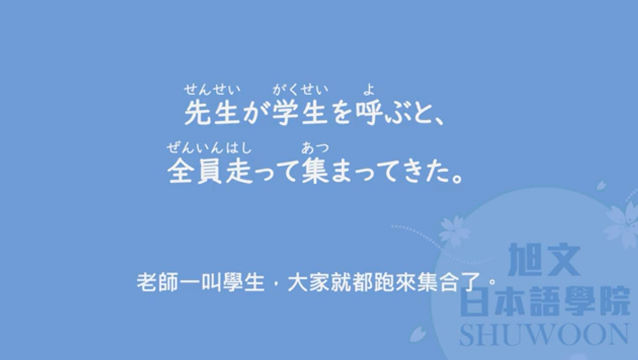 せんせい がくせい よ
先生が学生を呼ぶと、
ぜんいんはし あつ
全員走って集まってきた。
老師一叫學生，大家就都跑來集合了。
旭文
日本語學院
SHUWOON